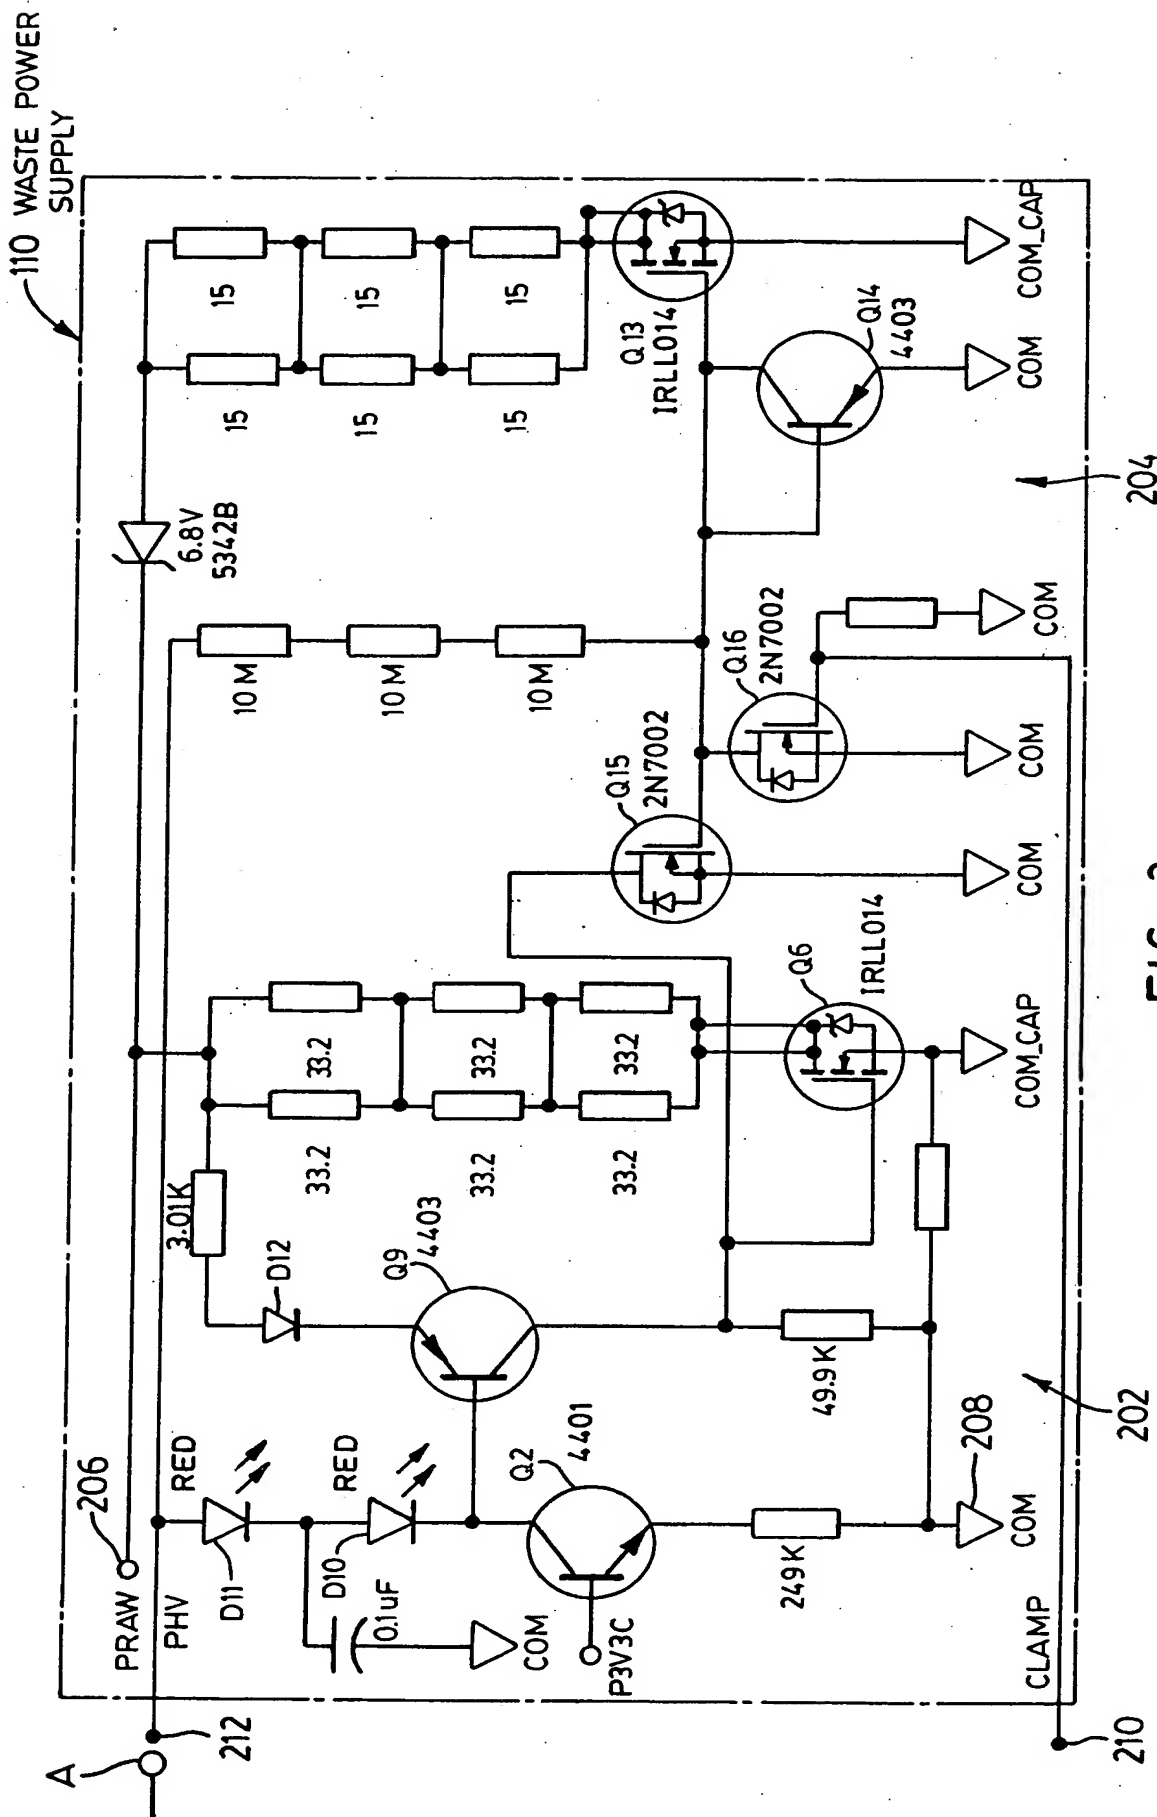 110 WASTE POWER
SUPPLY
A
212
PRAW
206
PHV
RED
D11
D10
RED
0.1uF
COM
P3V3C
Q2
4401
249K
COM
208
3.01K
D12
Q9
4403
49.9K
202
33.2
33.2
33.2
33.2
33.2
33.2
Q6
IRLL014
COM_CAP
Q15
2N7002
COM
10M
10M
10M
Q16
2N7002
COM
COM
6.8V
5342B
15
15
15
15
15
15
Q13
IRLL014
Q14
4403
COM
COM_CAP
204
CLAMP
210